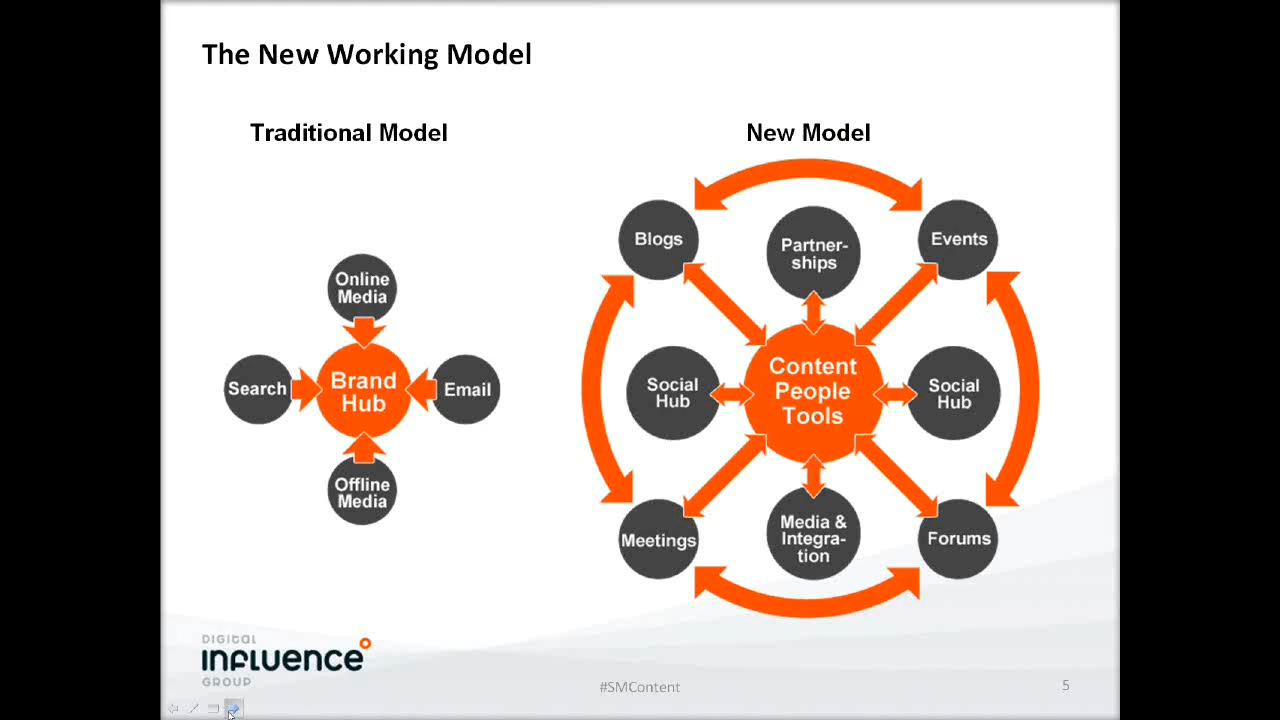 The New Working Model
Traditional Model
Online
Media
Search
Brand
Hub
Email
Offline
Media
New Model
Blogs
Partner-
ships
Events
Social
Hub
Content
People
Tools
Social
Hub
Meetings
Media &
Integra-
tion
Forums
DIGITAL
INFLUENCE
GROUP
#SMContent
5